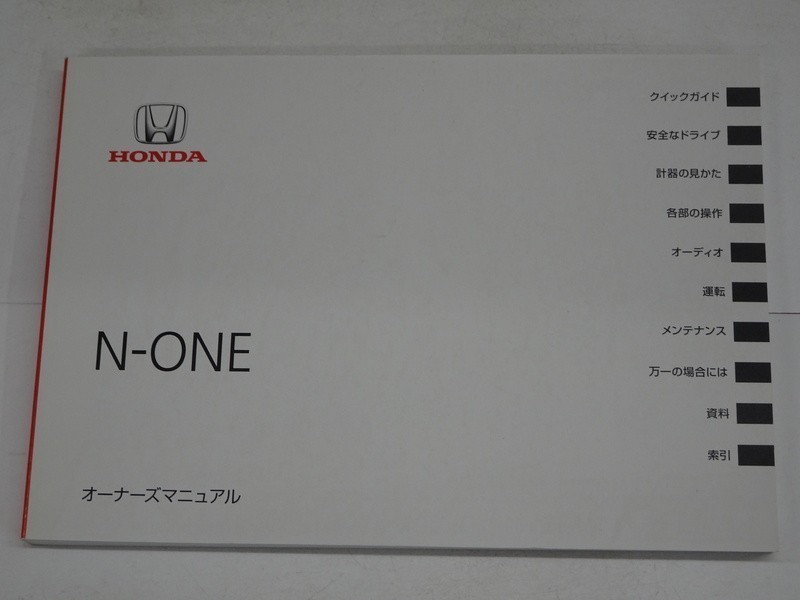 HONDA
N-ONE
オーナーズマニュアル
クイックガイド
安全なドライブ
計器の見かた
各部の操作
オーディオ
運転
メンテナンス
万一の場合には
資料
索引